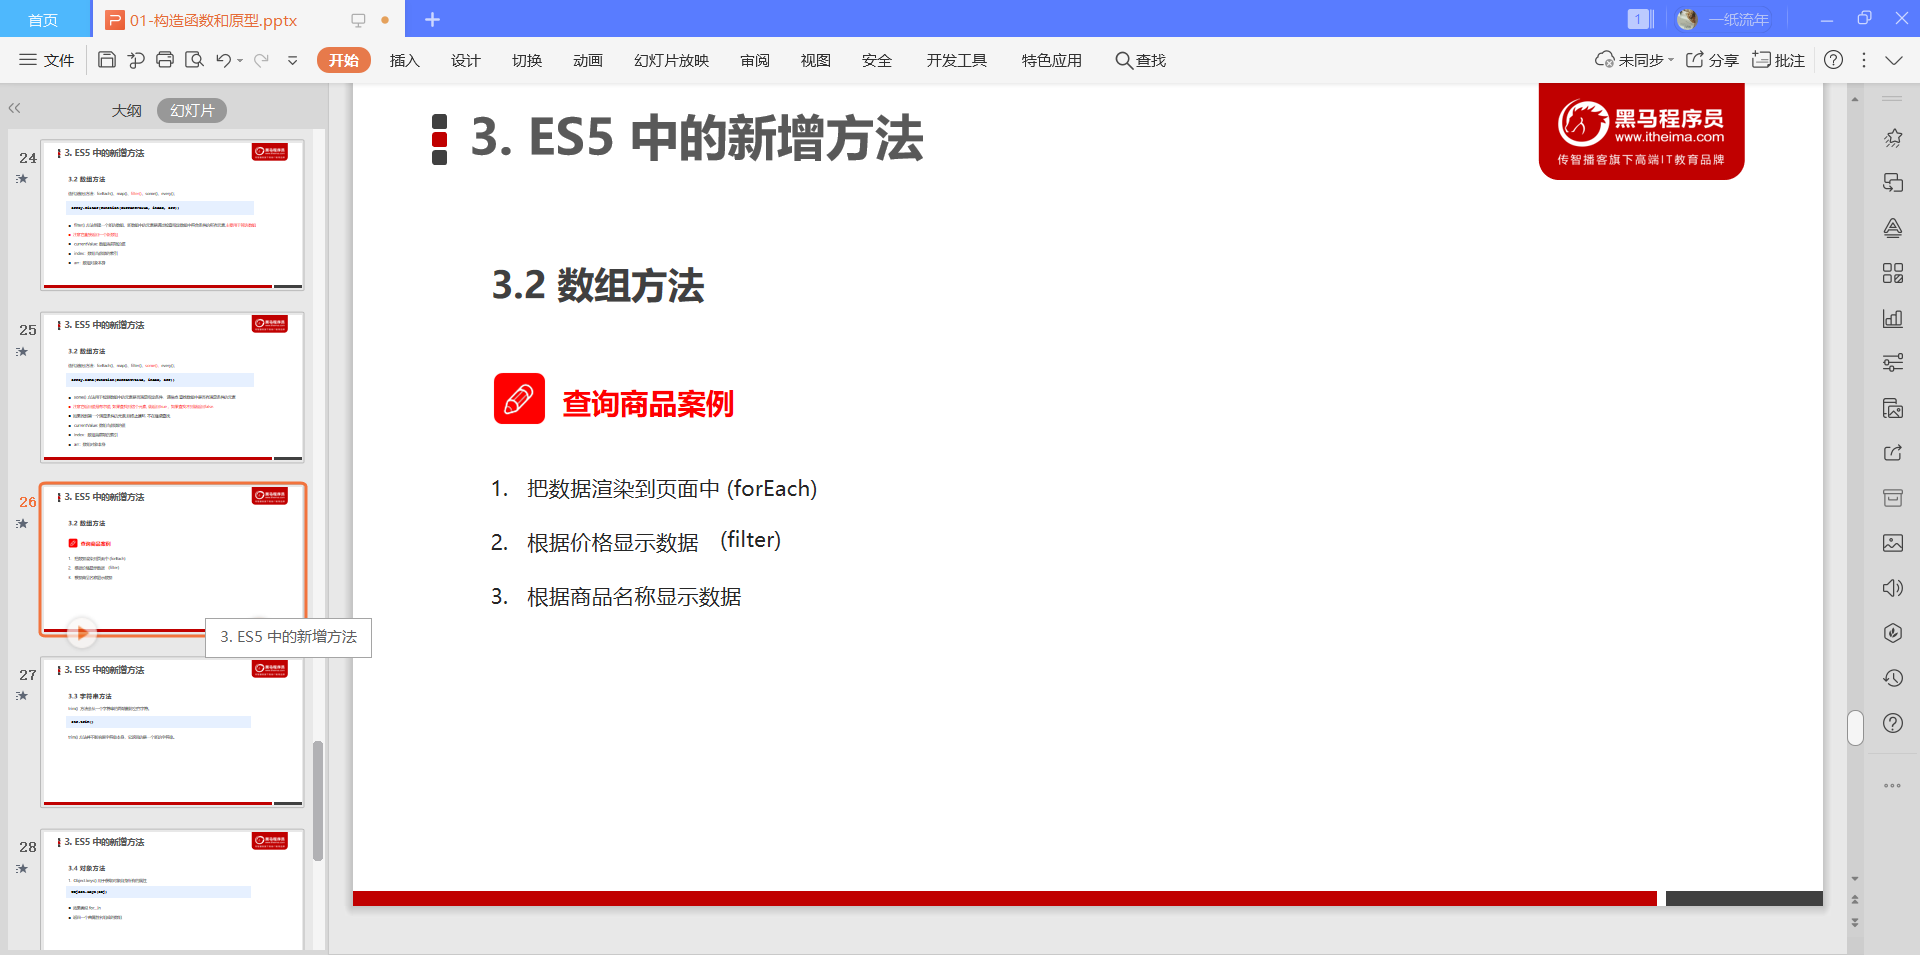 首页
01-构造函数和原型.pptx
1
一纸流年
文件
开始
插入
设计
切换
动画
幻灯片放映
审阅
视图
安全
开发工具
特色应用
查找
未同步
分享
批注
大纲
幻灯片
24
3. ES5 中的新增方法
3.2 数组方法
25
3. ES5 中的新增方法
3.2 数组方法
26
3. ES5 中的新增方法
3.2 数组方法
查询商品案例
3. ES5 中的新增方法
27
3. ES5 中的新增方法
3.3 字符串方法
28
3. ES5 中的新增方法
3.4 对象方法
3. ES5 中的新增方法
黑马程序员
www.itheima.com
传智播客旗下高端IT教育品牌
3.2 数组方法
查询商品案例
1. 把数据渲染到页面中 (forEach)
2. 根据价格显示数据 (filter)
3. 根据商品名称显示数据